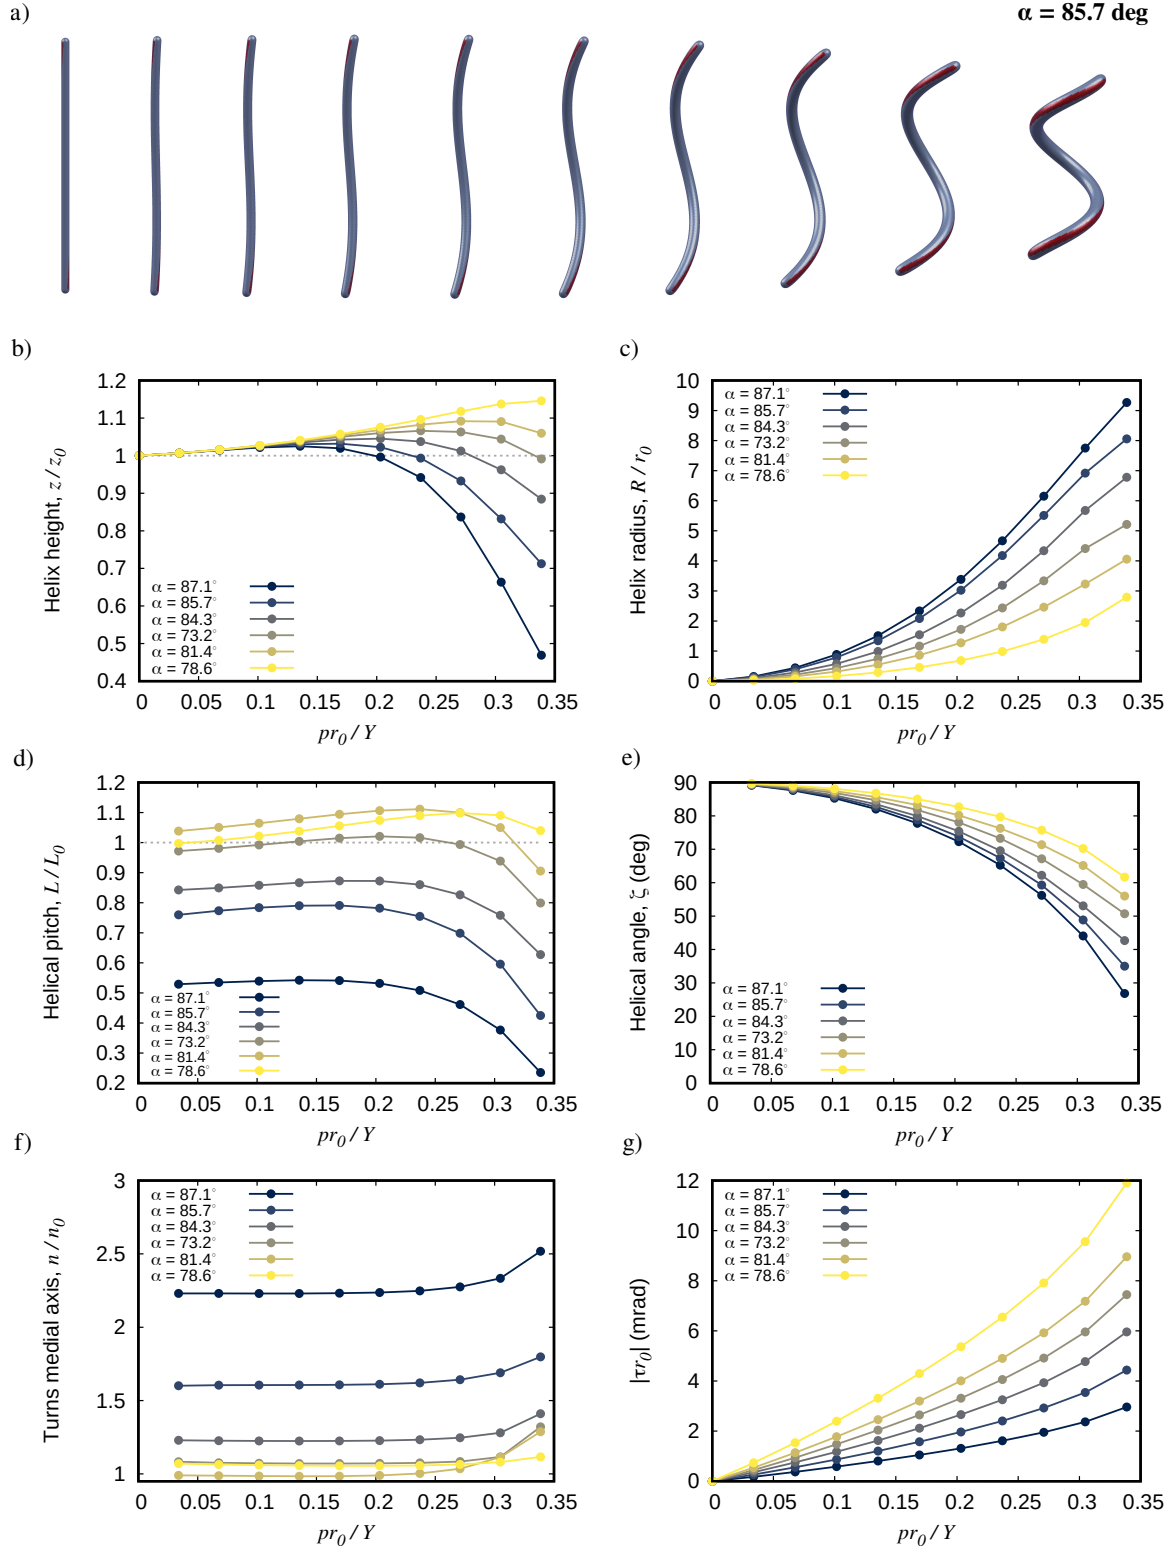 a)
α = 85.7 deg
b)
1.2
1.1
1
0.9
0.8
0.7
0.6
0.5
0.4
Helix height, z / z₀
α = 87.1°
α = 85.7°
α = 84.3°
α = 73.2°
α = 81.4°
α = 78.6°
0 0.05 0.1 0.15 0.2 0.25 0.3 0.35
pr₀ / Y
c)
10
9
8
7
6
5
4
3
2
1
0
Helix radius, R / r₀
α = 87.1°
α = 85.7°
α = 84.3°
α = 73.2°
α = 81.4°
α = 78.6°
0 0.05 0.1 0.15 0.2 0.25 0.3 0.35
pr₀ / Y
d)
1.2
1.1
1
0.9
0.8
0.7
0.6
0.5
0.4
0.3
0.2
Helical pitch, L / L₀
α = 87.1°
α = 85.7°
α = 84.3°
α = 73.2°
α = 81.4°
α = 78.6°
0 0.05 0.1 0.15 0.2 0.25 0.3 0.35
pr₀ / Y
e)
90
80
70
60
50
40
30
20
10
0
Helical angle, ζ (deg)
α = 87.1°
α = 85.7°
α = 84.3°
α = 73.2°
α = 81.4°
α = 78.6°
0 0.05 0.1 0.15 0.2 0.25 0.3 0.35
pr₀ / Y
f)
3
2.5
2
1.5
1
Turns medial axis, n / n₀
α = 87.1°
α = 85.7°
α = 84.3°
α = 73.2°
α = 81.4°
α = 78.6°
0 0.05 0.1 0.15 0.2 0.25 0.3 0.35
pr₀ / Y
g)
12
10
8
6
4
2
0
|τr₀| (mrad)
α = 87.1°
α = 85.7°
α = 84.3°
α = 73.2°
α = 81.4°
α = 78.6°
0 0.05 0.1 0.15 0.2 0.25 0.3 0.35
pr₀ / Y